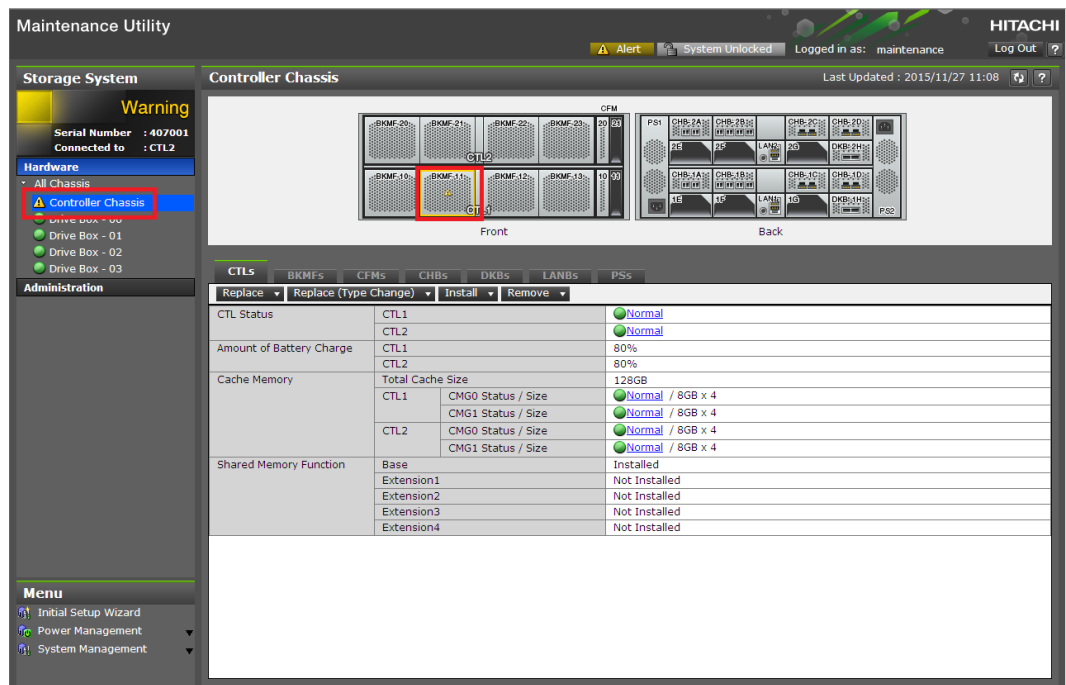 Maintenance Utility
HITACHI
Alert System Unlocked Logged in as: maintenance Log Out ?
Storage System
Warning
Serial Number : 407001
Connected to : CTL2
Hardware
All Chassis
Controller Chassis
Drive Box - 00
Drive Box - 01
Drive Box - 02
Drive Box - 03
Administration
Menu
Initial Setup Wizard
Power Management
System Management
Controller Chassis
Last Updated : 2015/11/27 11:08 ?
CFM
BKMF-20 BKMF-21 BKMF-22 BKMF-23 20 23
CTL2
BKMF-10 BKMF-11 BKMF-12 BKMF-13 10
CTL1
Front
PS1 CHB-2A CHB-2B CHB-2C CHB-2D
2E 2F LAN2 2G DKB-2H
CHB-1A CHB-1B CHB-1C CHB-1D
1E 1F LAN1 1G DKB-1H PS2
Back
CTLs BKMFs CFMs CHBs DKBs LANBs PSs
Replace Replace (Type Change) Install Remove
CTL Status CTL1 Normal
CTL2 Normal
Amount of Battery Charge CTL1 80%
CTL2 80%
Cache Memory Total Cache Size 128GB
CTL1 CMG0 Status / Size Normal / 8GB x 4
CMG1 Status / Size Normal / 8GB x 4
CTL2 CMG0 Status / Size Normal / 8GB x 4
CMG1 Status / Size Normal / 8GB x 4
Shared Memory Function Base Installed
Extension1 Not Installed
Extension2 Not Installed
Extension3 Not Installed
Extension4 Not Installed